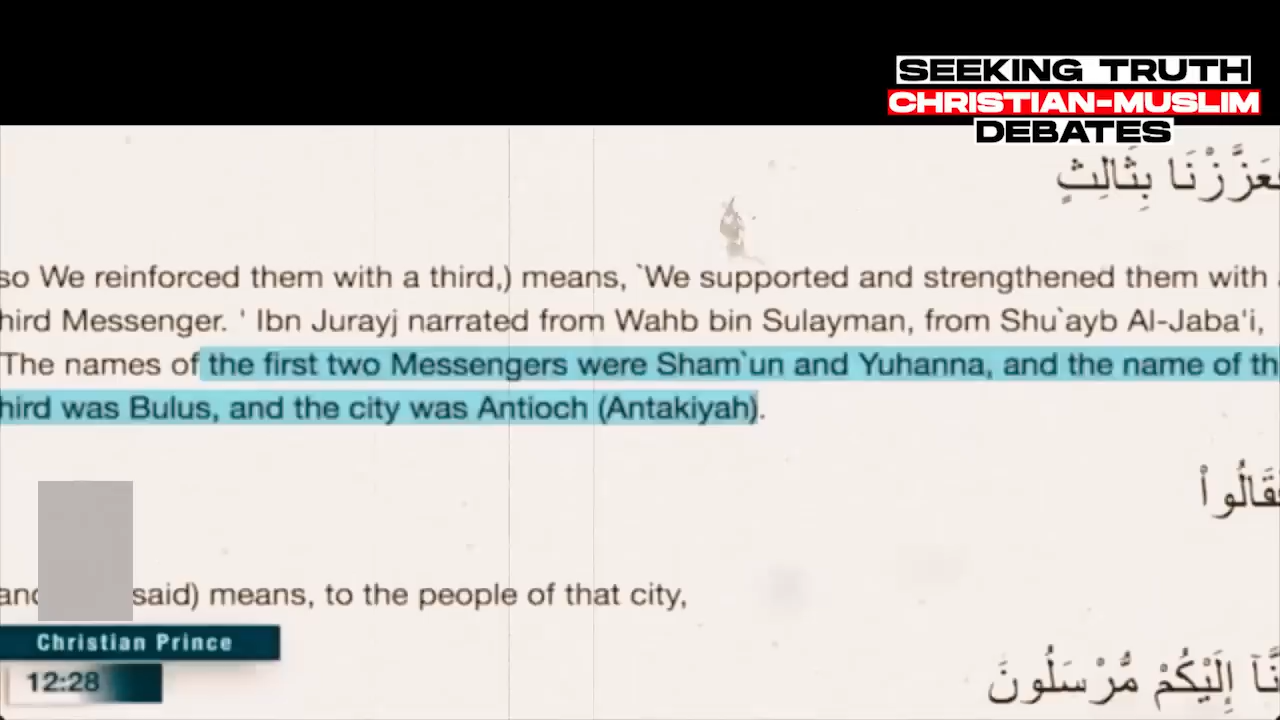 SEEKING TRUTH
CHRISTIAN-MUSLIM
DEBATES
فَعَزَّزْنَا بِثَالِثٍ
so We reinforced them with a third,) means, `We supported and strengthened them with
hird Messenger. ' Ibn Jurayj narrated from Wahb bin Sulayman, from Shu`ayb Al-Jaba'i,
The names of the first two Messengers were Sham`un and Yuhanna, and the name of th
hird was Bulus, and the city was Antioch (Antakiyah).
فَقَالُواْ
said) means, to the people of that city,
Christian Prince
12:28
نَّآ إِلَيْكُمْ مُّرْسَلُونَ